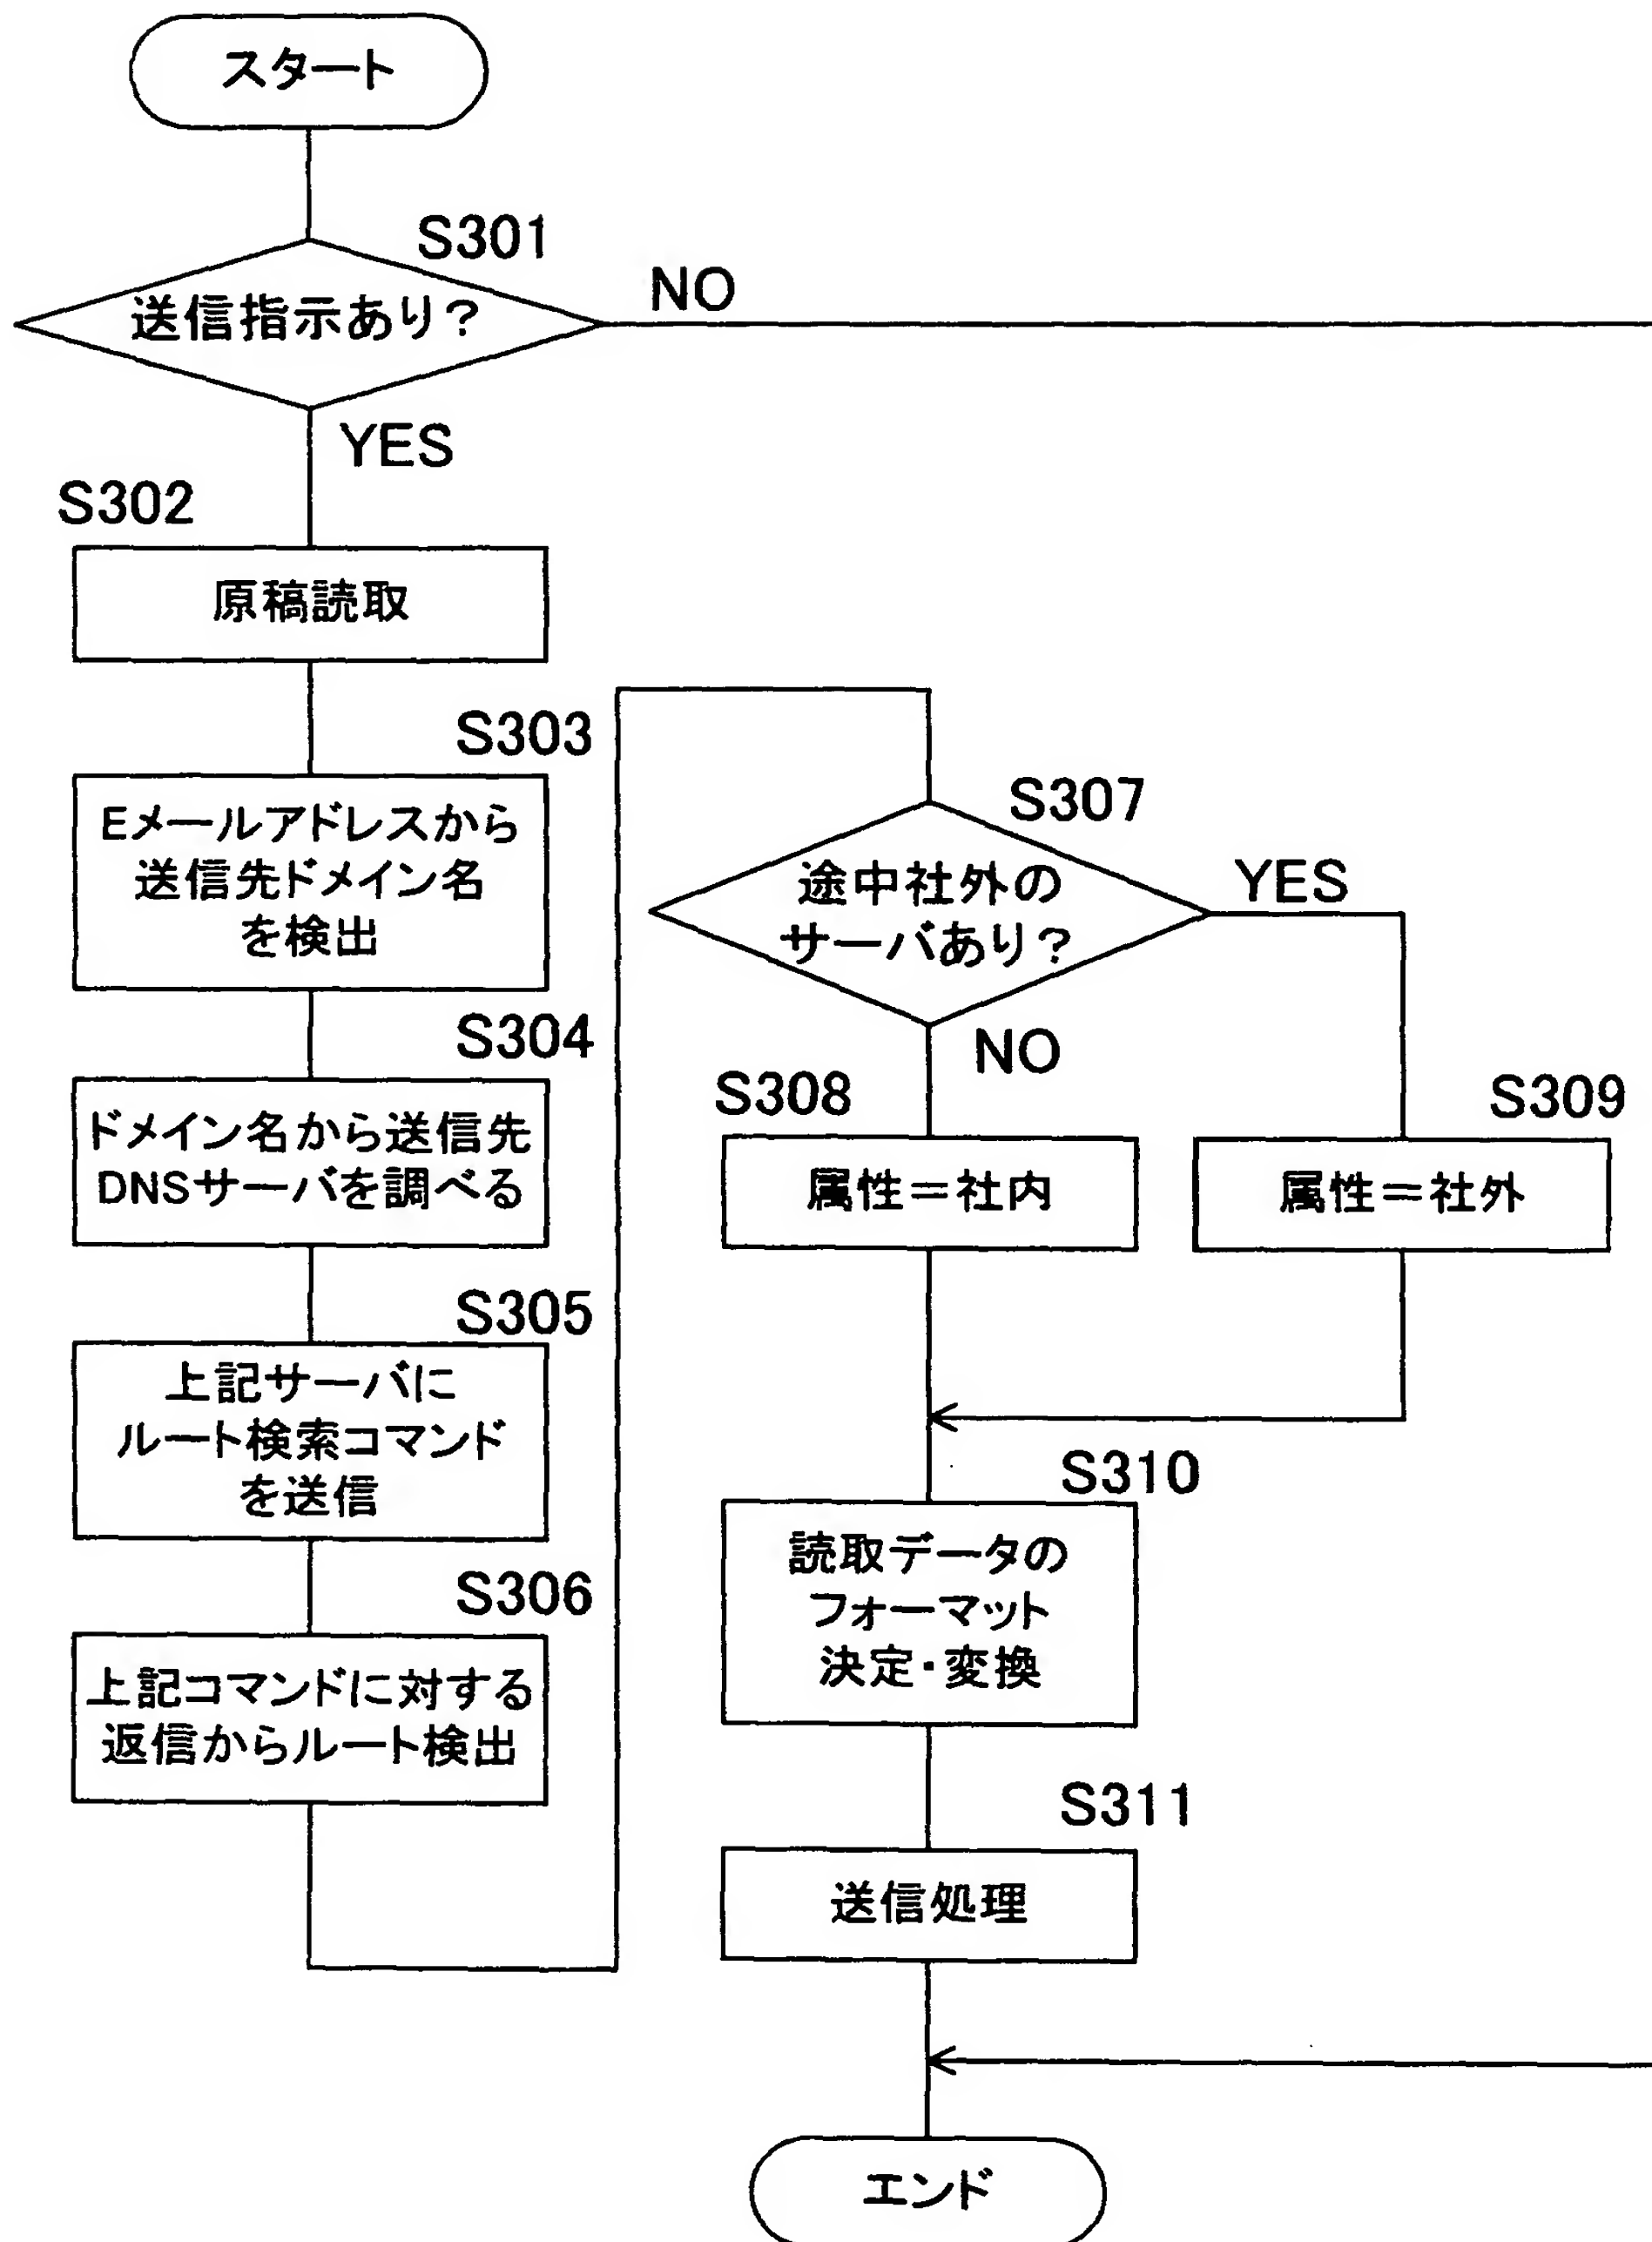 スタート
S301
送信指示あり?
NO
YES
S302
原稿読取
S303
Eメールアドレスから
送信先ドメイン名
を検出
S304
ドメイン名から送信先
DNSサーバを調べる
S305
上記サーバに
ルート検索コマンド
を送信
S306
上記コマンドに対する
返信からルート検出
S307
途中社外の
サーバあり?
YES
NO
S308
属性=社内
S309
属性=社外
S310
読取データの
フォーマット
決定・変換
S311
送信処理
エンド